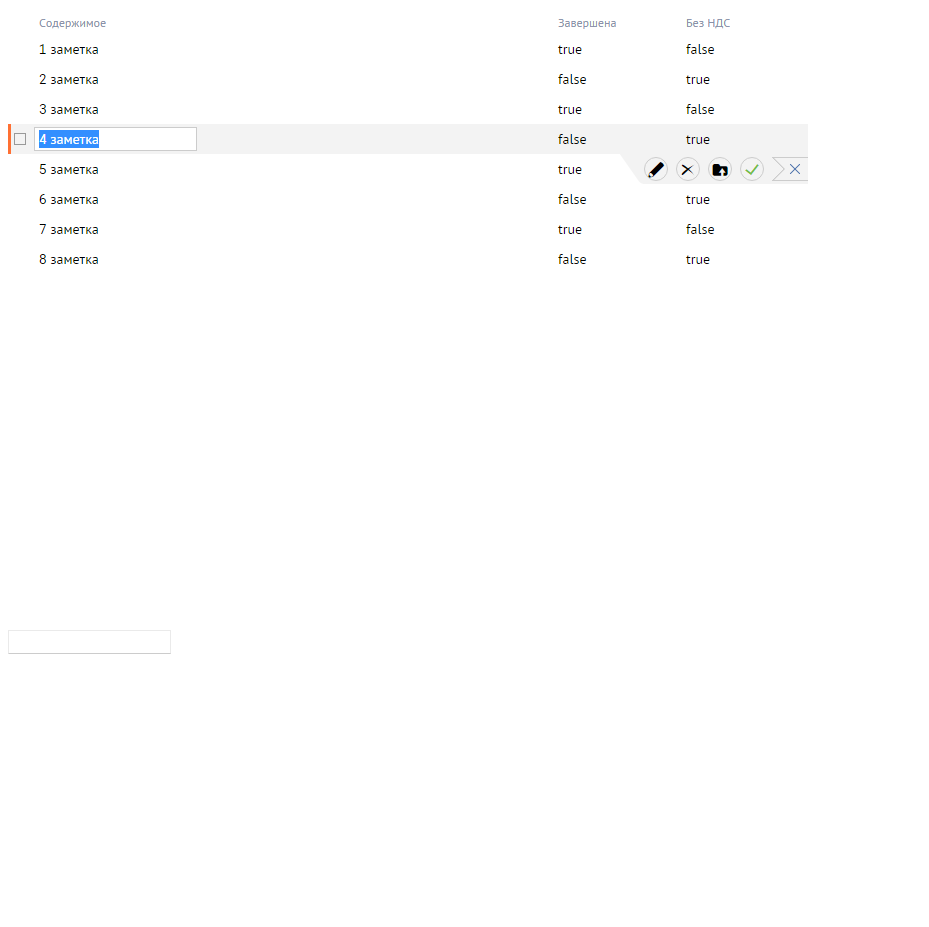 Содержимое Завершена Без НДС
1 заметка true false
2 заметка false true
3 заметка true false
4 заметка false true
5 заметка true
6 заметка false true
7 заметка true false
8 заметка false true